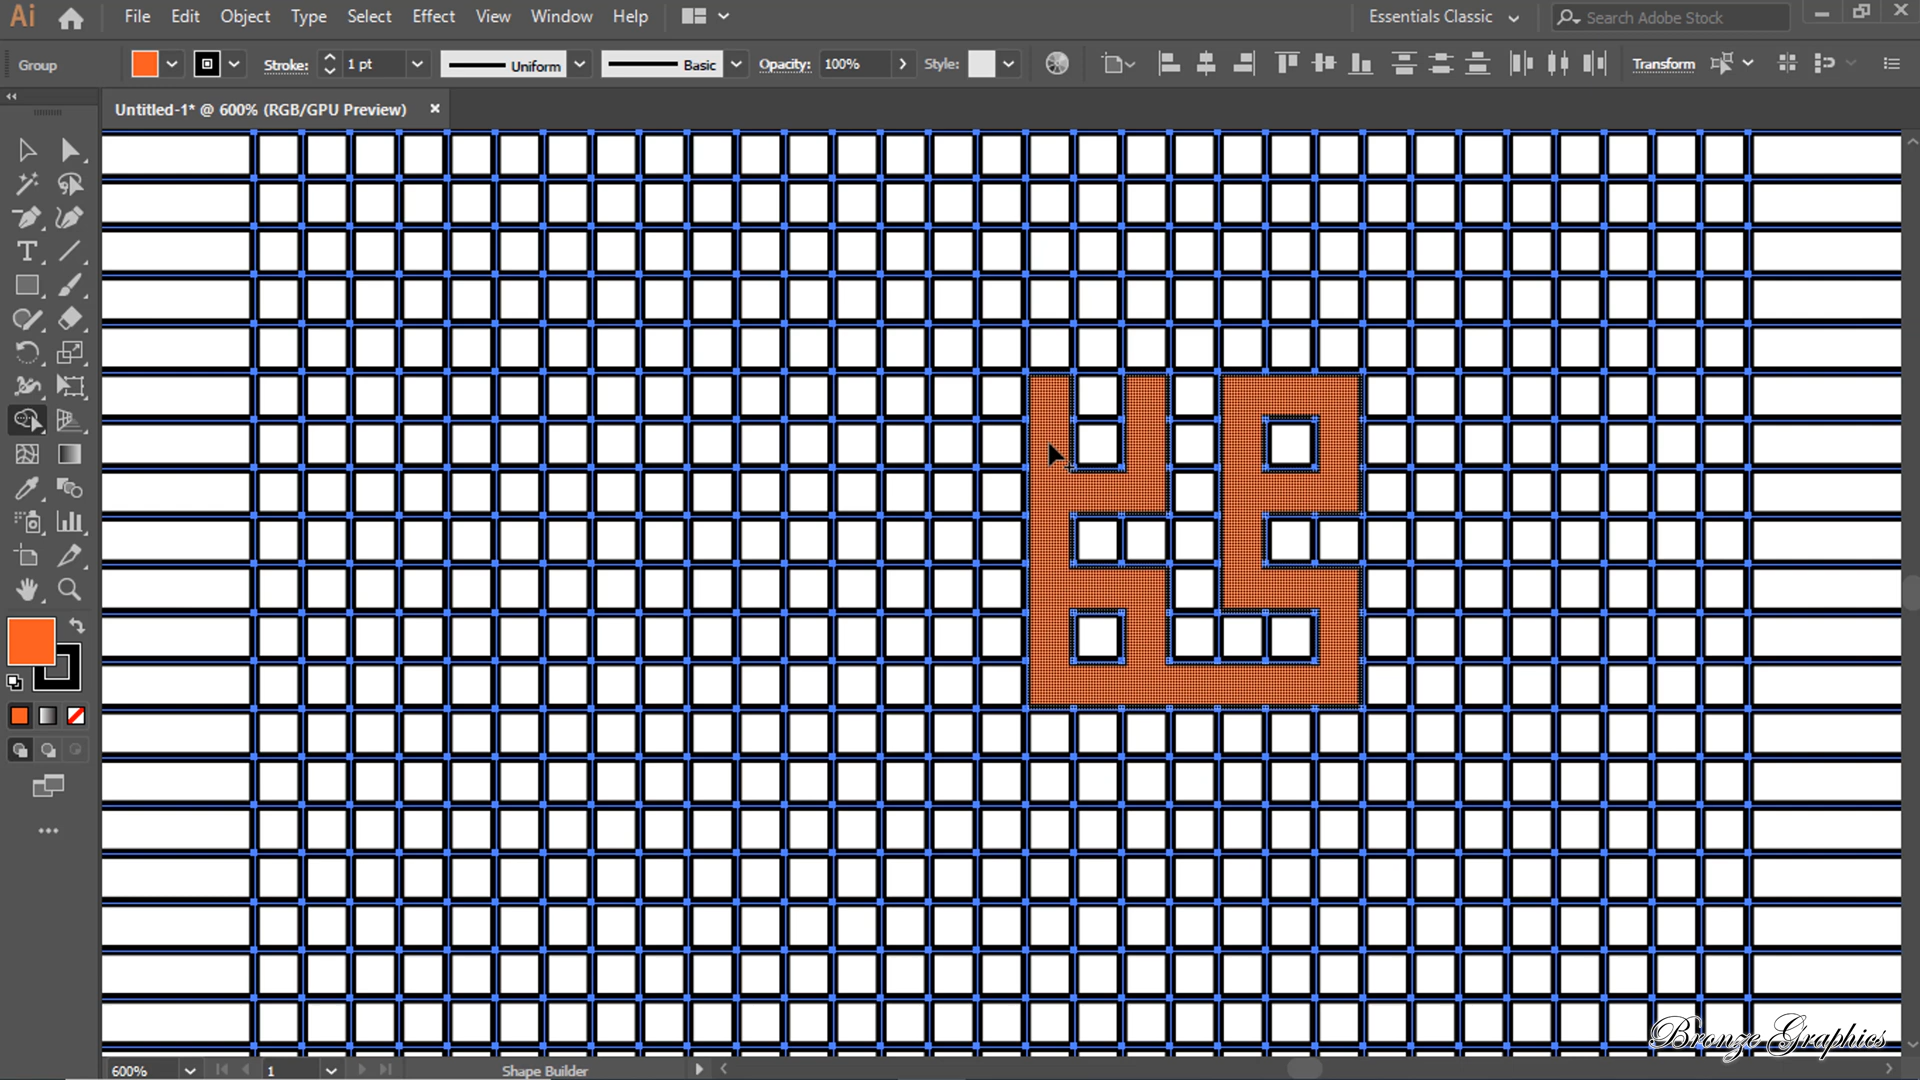 Ai File Edit Object Type Select Effect View Window Help Essentials Classic Search Adobe Stock
Group Stroke: 1 pt Uniform Basic Opacity: 100% Style: Transform
Untitled-1* @ 600% (RGB/GPU Preview)
Bronze Graphics
600% 1 Shape Builder